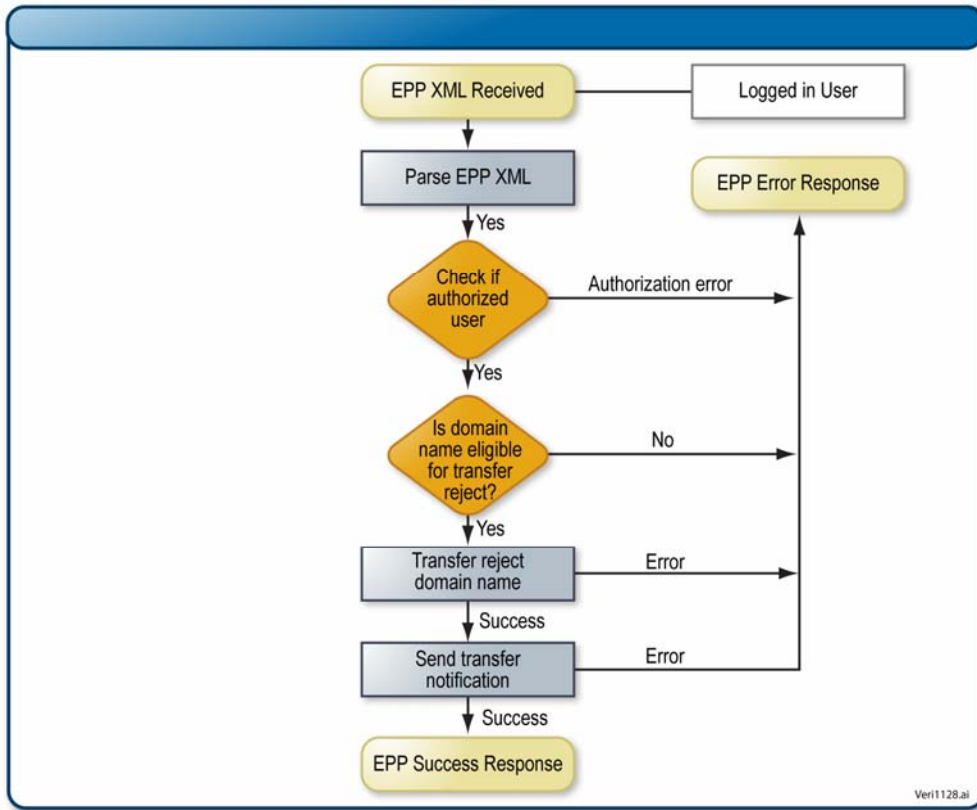 EPP XML Received
Logged in User
Parse EPP XML
EPP Error Response
Yes
Check if
authorized
user
Authorization error
Yes
Is domain
name eligible
for transfer
reject?
No
Yes
Transfer reject
domain name
Error
Success
Send transfer
notification
Error
Success
EPP Success Response
Veri1128.ai